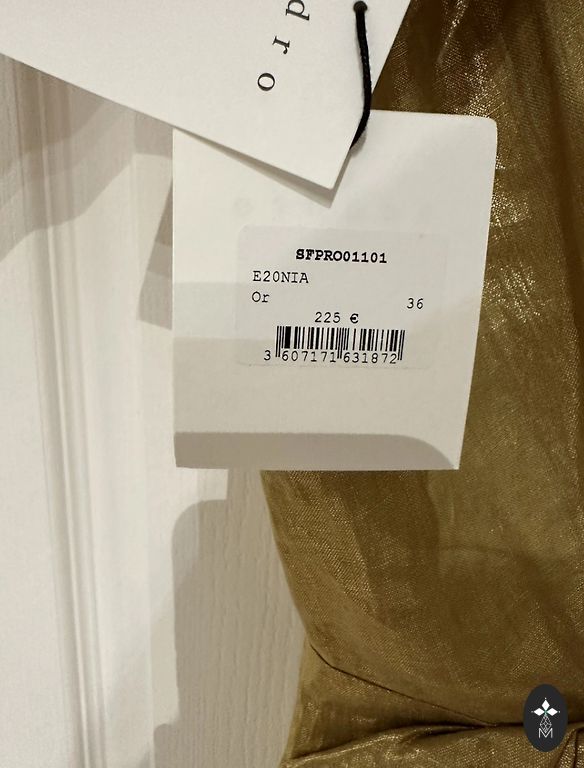 dro
SFPRO01101
E20NIA
Or 36
225 €
3 607171 631872
M